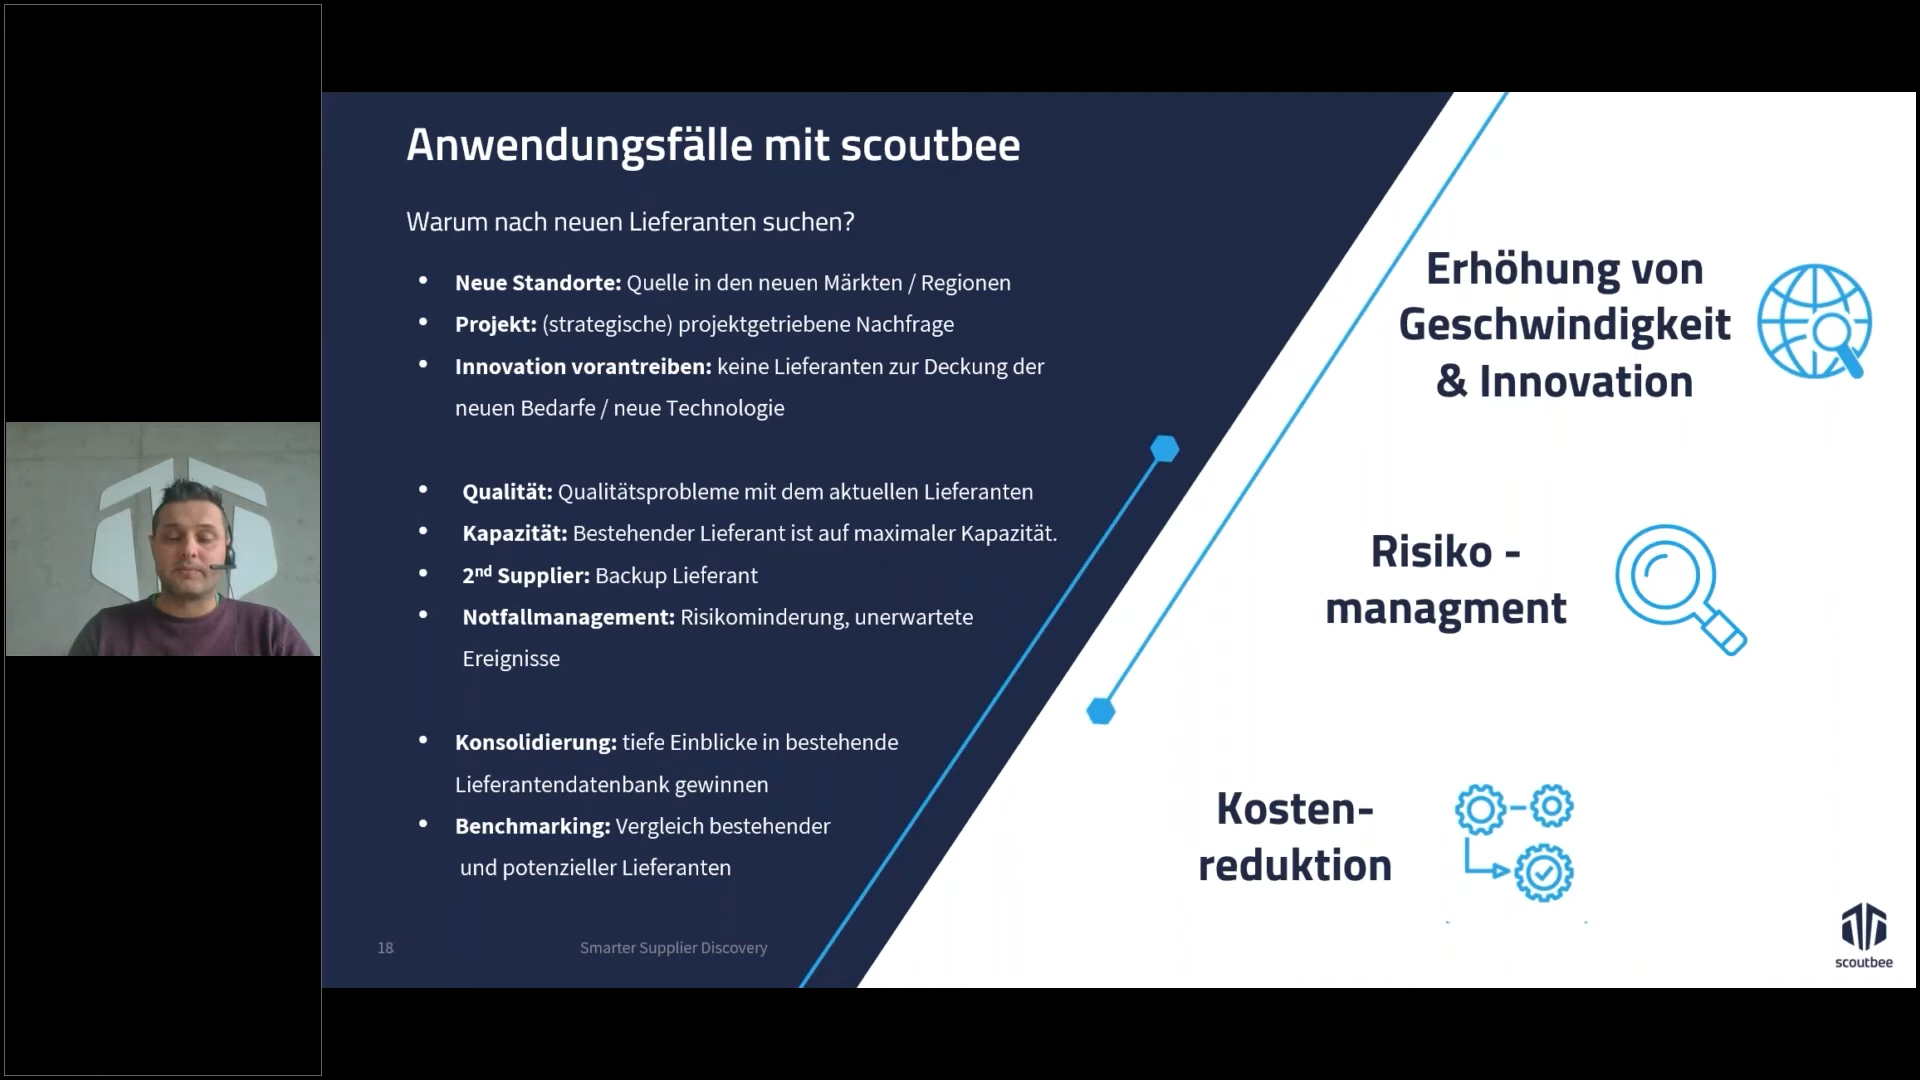 Anwendungsfälle mit scoutbee
Warum nach neuen Lieferanten suchen?
• Neue Standorte: Quelle in den neuen Märkten / Regionen
• Projekt: (strategische) projektgetriebene Nachfrage
• Innovation vorantreiben: keine Lieferanten zur Deckung der
neuen Bedarfe / neue Technologie
• Qualität: Qualitätsprobleme mit dem aktuellen Lieferanten
• Kapazität: Bestehender Lieferant ist auf maximaler Kapazität.
• 2nd Supplier: Backup Lieferant
• Notfallmanagement: Risikominderung, unerwartete
Ereignisse
• Konsolidierung: tiefe Einblicke in bestehende
Lieferantendatenbank gewinnen
• Benchmarking: Vergleich bestehender
und potenzieller Lieferanten
Erhöhung von
Geschwindigkeit
& Innovation
Risiko -
managment
Kosten-
reduktion
18
Smarter Supplier Discovery
scoutbee